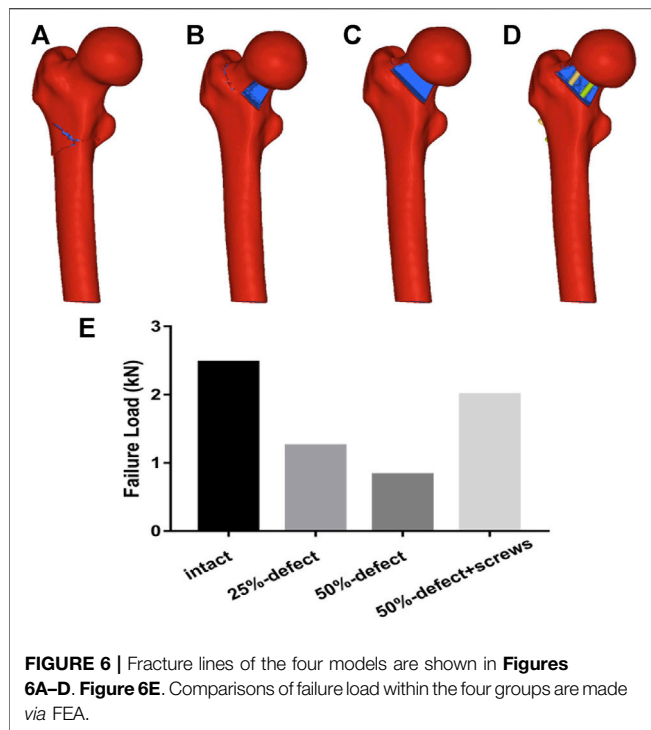 A B C D
E
3
2
1
0
Failure Load (kN)
intact
25%-defect
50%-defect
50%-defect+screws
FIGURE 6 | Fracture lines of the four models are shown in Figures
6A–D. Figure 6E. Comparisons of failure load within the four groups are made
via FEA.